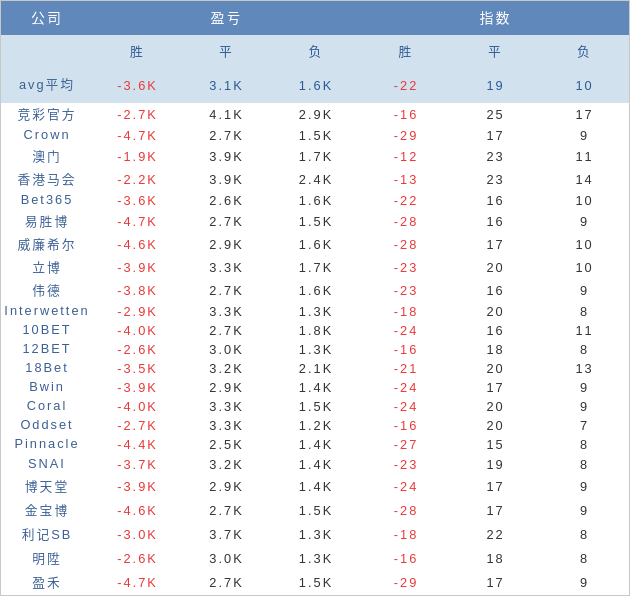 公司 盈亏 指数
胜 平 负 胜 平 负
avg平均 -3.6K 3.1K 1.6K -22 19 10
竞彩官方 -2.7K 4.1K 2.9K -16 25 17
Crown -4.7K 2.7K 1.5K -29 17 9
澳门 -1.9K 3.9K 1.7K -12 23 11
香港马会 -2.2K 3.9K 2.4K -13 23 14
Bet365 -3.6K 2.6K 1.6K -22 16 10
易胜博 -4.7K 2.7K 1.5K -28 16 9
威廉希尔 -4.6K 2.9K 1.6K -28 17 10
立博 -3.9K 3.3K 1.7K -23 20 10
伟德 -3.8K 2.7K 1.6K -23 16 9
Interwetten -2.9K 3.3K 1.3K -18 20 8
10BET -4.0K 2.7K 1.8K -24 16 11
12BET -2.6K 3.0K 1.3K -16 18 8
18Bet -3.5K 3.2K 2.1K -21 20 13
Bwin -3.9K 2.9K 1.4K -24 17 9
Coral -4.0K 3.3K 1.5K -24 20 9
Oddset -2.7K 3.3K 1.2K -16 20 7
Pinnacle -4.4K 2.5K 1.4K -27 15 8
SNAI -3.7K 3.2K 1.4K -23 19 8
博天堂 -3.9K 2.9K 1.4K -24 17 9
金宝博 -4.6K 2.7K 1.5K -28 17 9
利记SB -3.0K 3.7K 1.3K -18 22 8
明陞 -2.6K 3.0K 1.3K -16 18 8
盈禾 -4.7K 2.7K 1.5K -29 17 9